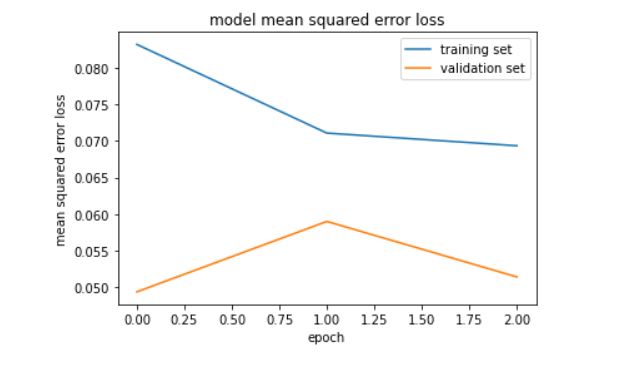 model mean squared error loss
training set
validation set
0.080
0.075
0.070
0.065
0.060
0.055
0.050
mean squared error loss
0.00 0.25 0.50 0.75 1.00 1.25 1.50 1.75 2.00
epoch